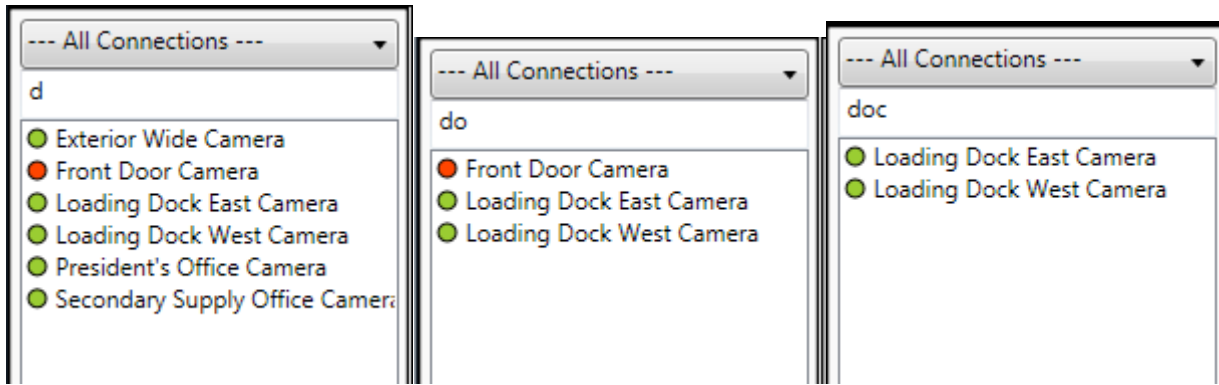 --- All Connections ---
d
Exterior Wide Camera
Front Door Camera
Loading Dock East Camera
Loading Dock West Camera
President's Office Camera
Secondary Supply Office Camera
--- All Connections ---
do
Front Door Camera
Loading Dock East Camera
Loading Dock West Camera
--- All Connections ---
doc
Loading Dock East Camera
Loading Dock West Camera